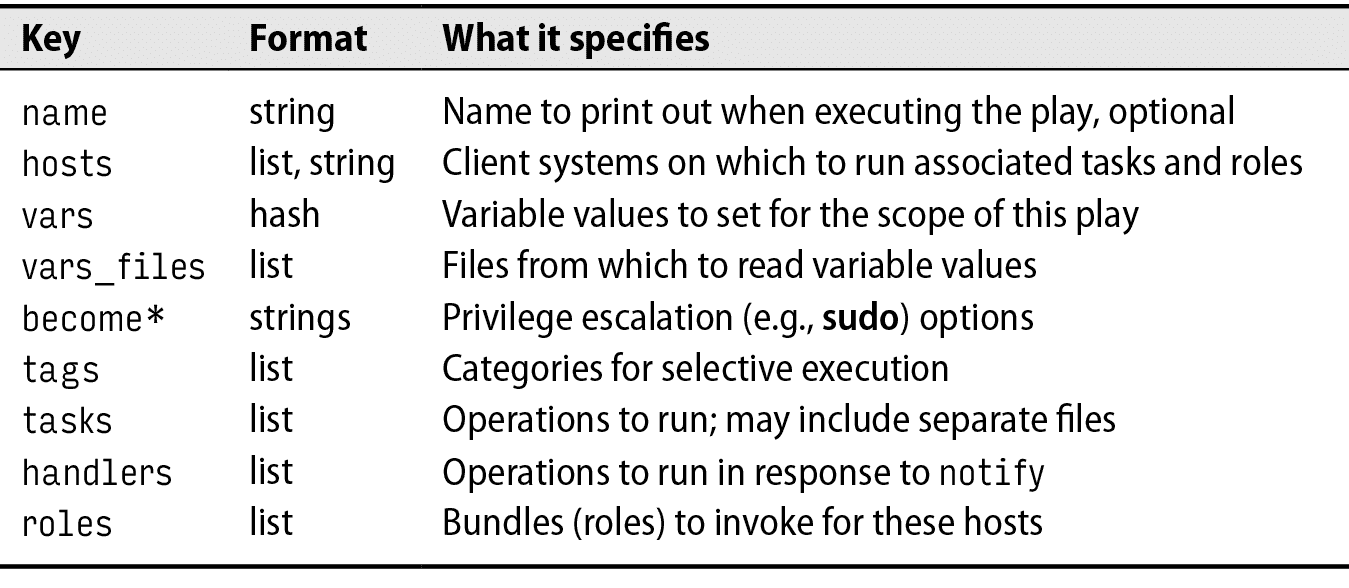 Key Format What it specifies
name string Name to print out when executing the play, optional
hosts list, string Client systems on which to run associated tasks and roles
vars hash Variable values to set for the scope of this play
vars_files list Files from which to read variable values
become* strings Privilege escalation (e.g., sudo) options
tags list Categories for selective execution
tasks list Operations to run; may include separate files
handlers list Operations to run in response to notify
roles list Bundles (roles) to invoke for these hosts